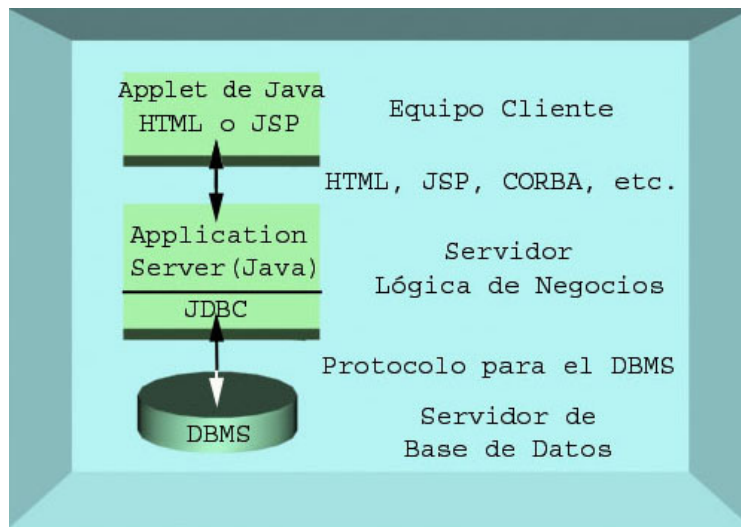 Applet de Java
HTML o JSP
Equipo Cliente
HTML, JSP, CORBA, etc.
Application
Server(Java)
JDBC
Servidor
Lógica de Negocios
Protocolo para el DBMS
DBMS
Servidor de
Base de Datos